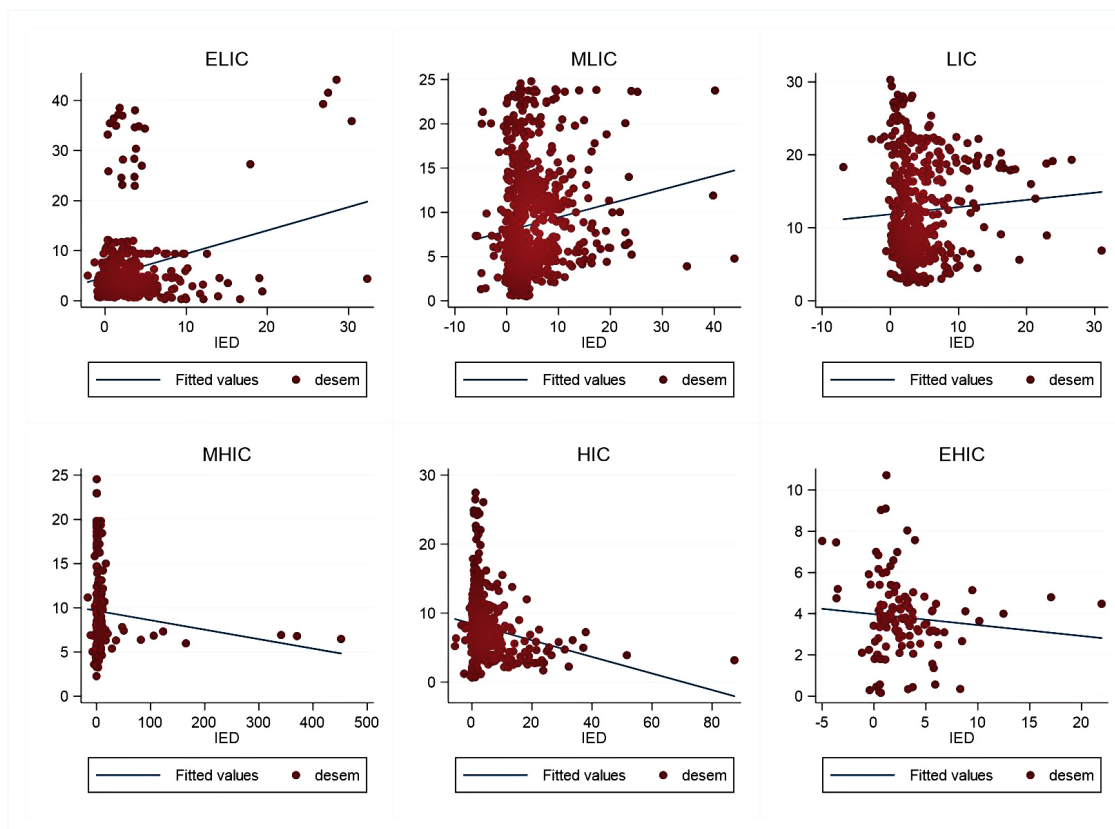 ELIC
40
30
20
10
0
0 10 20 30
IED
Fitted values desem
MLIC
25
20
15
10
5
0
-10 0 10 20 30 40
IED
Fitted values desem
LIC
30
20
10
0
-10 0 10 20 30
IED
Fitted values desem
MHIC
25
20
15
10
5
0
0 100 200 300 400 500
IED
Fitted values desem
HIC
30
20
10
0
0 20 40 60 80
IED
Fitted values desem
EHIC
10
8
6
4
2
0
-5 0 5 10 15 20
IED
Fitted values desem